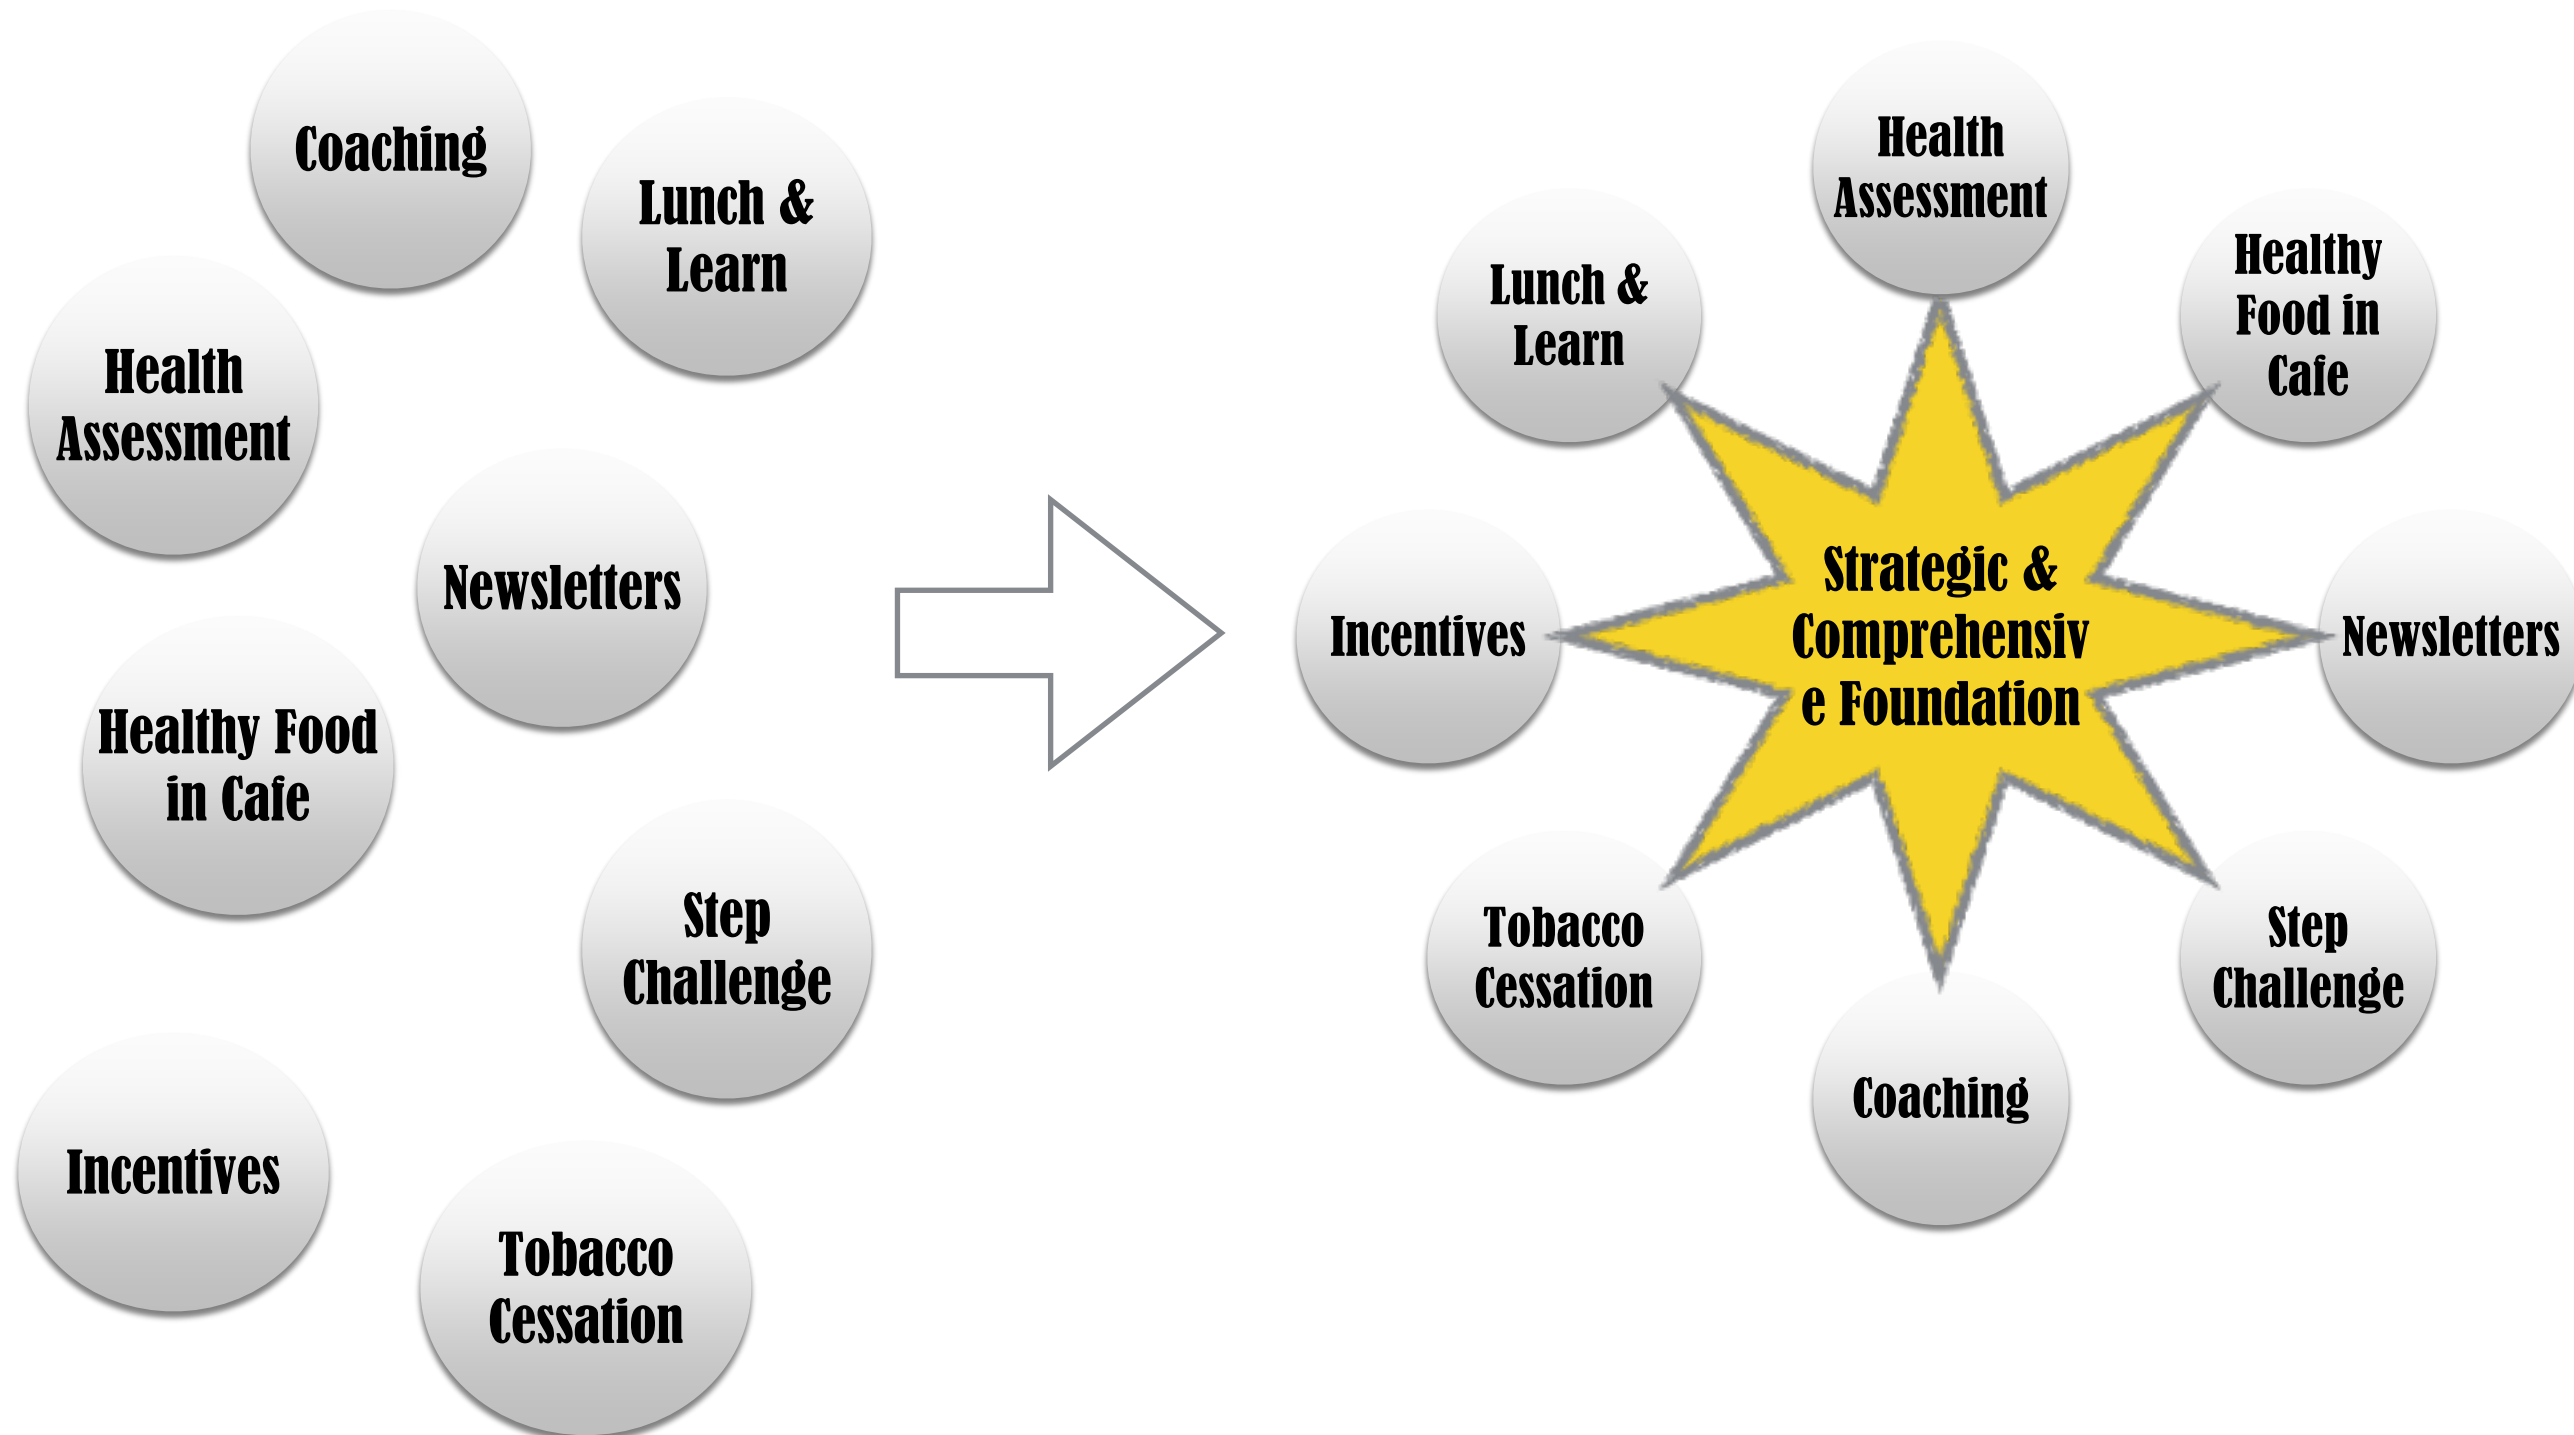 Coaching
Lunch &
Learn
Health
Assessment
Newsletters
Healthy Food
in Cafe
Step
Challenge
Incentives
Tobacco
Cessation
Health
Assessment
Lunch &
Learn
Healthy
Food in
Cafe
Incentives
Strategic &
Comprehensiv
e Foundation
Newsletters
Tobacco
Cessation
Step
Challenge
Coaching